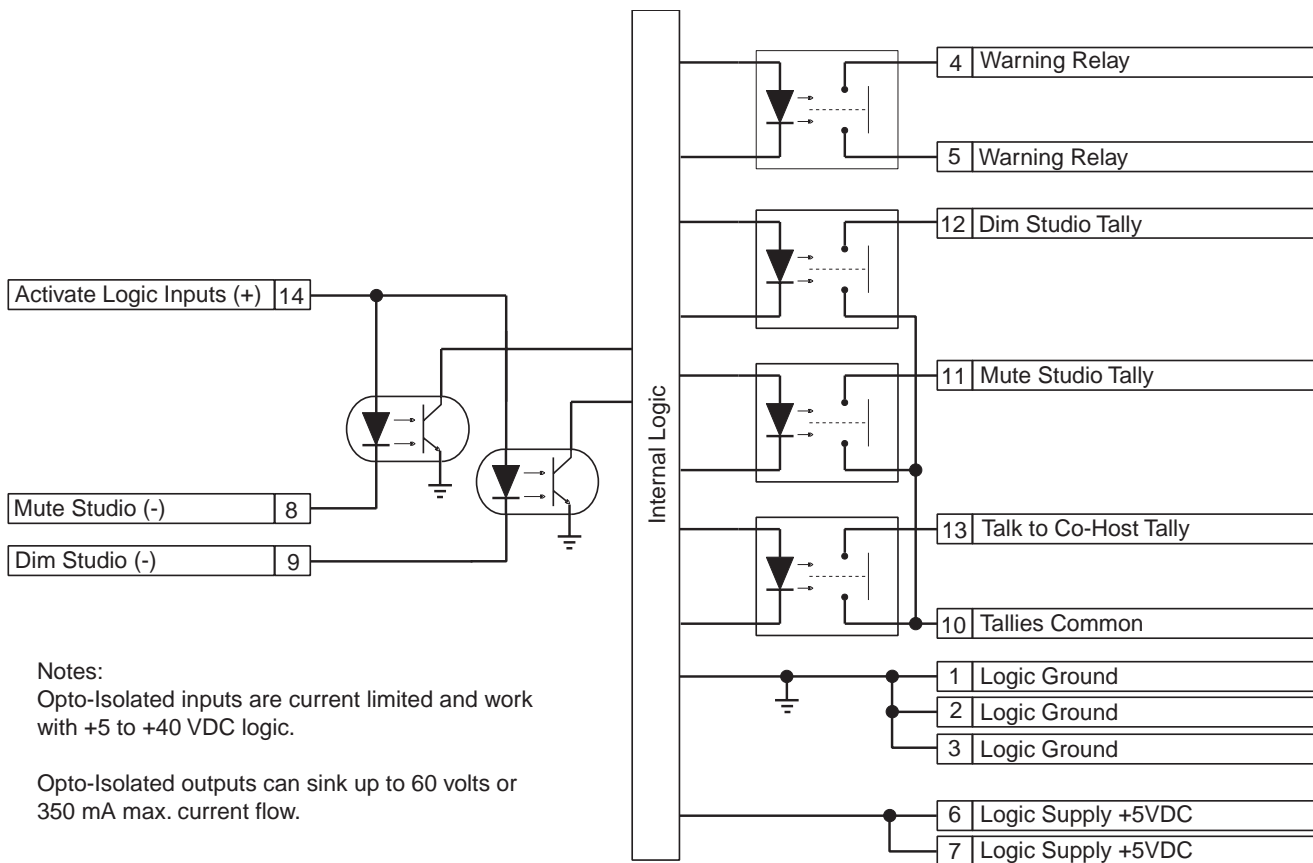 Activate Logic Inputs (+) 14
Mute Studio (-) 8
Dim Studio (-) 9
Notes:
Opto-Isolated inputs are current limited and work
with +5 to +40 VDC logic.
Opto-Isolated outputs can sink up to 60 volts or
350 mA max. current flow.
Internal Logic
4 Warning Relay
5 Warning Relay
12 Dim Studio Tally
11 Mute Studio Tally
13 Talk to Co-Host Tally
10 Tallies Common
1 Logic Ground
2 Logic Ground
3 Logic Ground
6 Logic Supply +5VDC
7 Logic Supply +5VDC